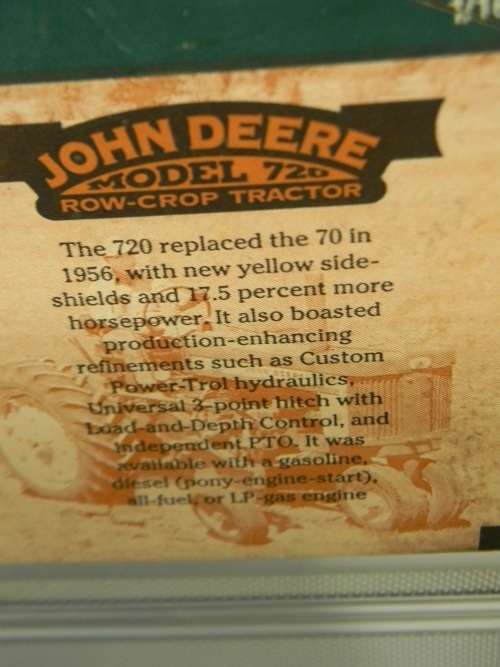 JOHN DEERE
MODEL 720
ROW-CROP TRACTOR
The 720 replaced the 70 in
1956, with new yellow side-
shields and 17.5 percent more
horsepower. It also boasted
production-enhancing
refinements such as Custom
Power-Trol hydraulics,
Universal 3-point hitch with
Load-and-Depth Control, and
independent PTO. It was
available with a gasoline,
diesel (pony-engine-start),
all-fuel, or LP-gas engine